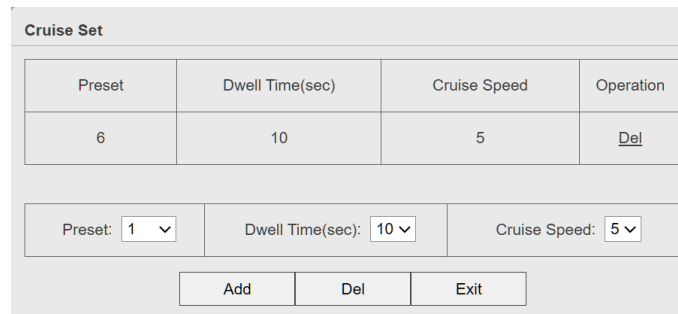 Cruise Set
Preset Dwell Time(sec) Cruise Speed Operation
6 10 5 Del
Preset: 1 Dwell Time(sec): 10 Cruise Speed: 5
Add Del Exit